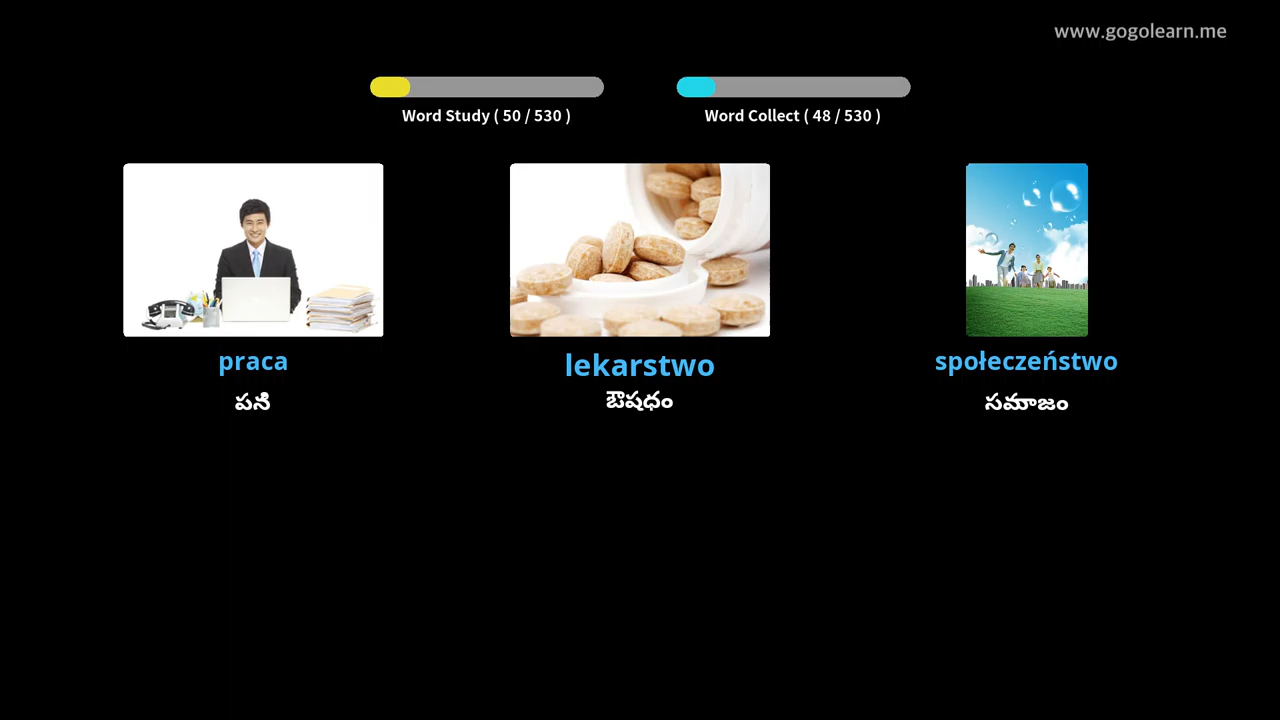 www.gogolearn.me
Word Study ( 50 / 530 )
Word Collect ( 48 / 530 )
praca
lekarstwo
społeczeństwo
పని
ఔషధం
సమాజం